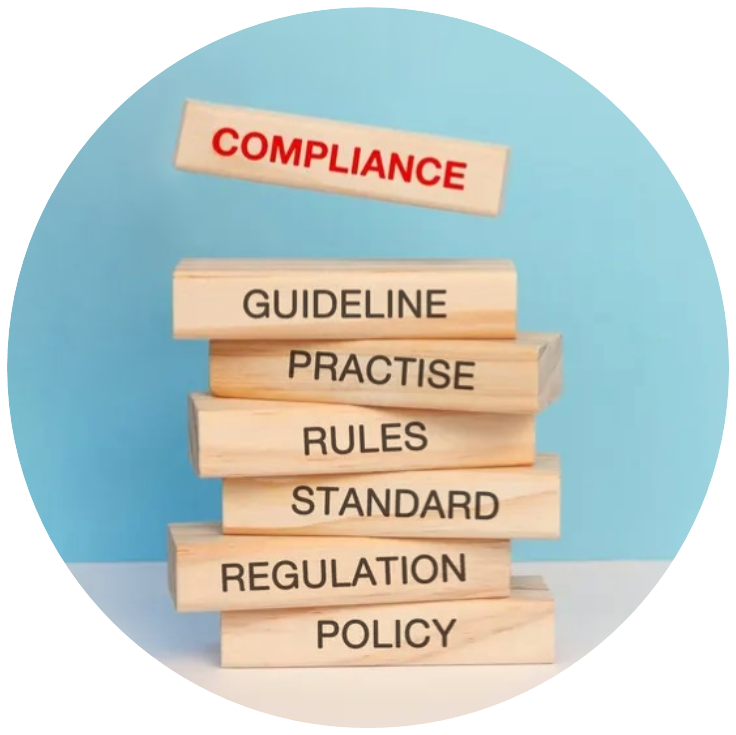 COMPLIANCE
GUIDELINE
PRACTISE
RULES
STANDARD
REGULATION
POLICY